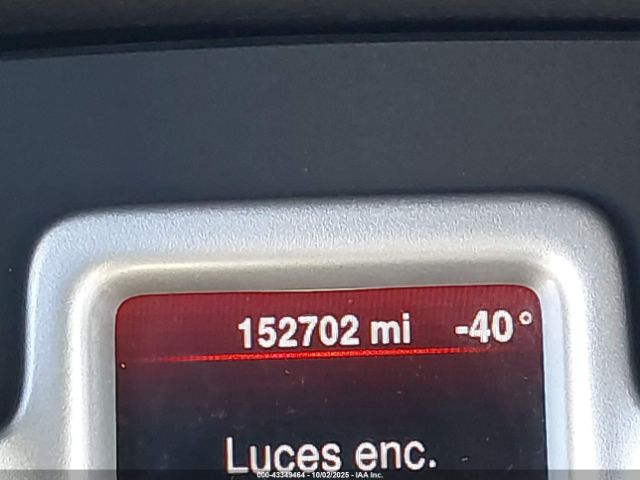 152702 mi -40°
Luces enc.
000-43349464 - 10/02/2025 - IAA Inc.